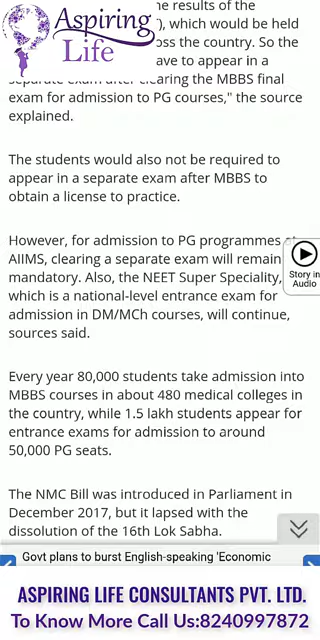 Aspiring
Life
he results of the
), which would be held
oss the country. So the
ave to appear in a
separate exam after clearing the MBBS final
exam for admission to PG courses," the source
explained.
The students would also not be required to
appear in a separate exam after MBBS to
obtain a license to practice.
However, for admission to PG programmes at
AIIMS, clearing a separate exam will remain
mandatory. Also, the NEET Super Speciality,
which is a national-level entrance exam for
admission in DM/MCh courses, will continue,
sources said.
Story in
Audio
Every year 80,000 students take admission into
MBBS courses in about 480 medical colleges in
the country, while 1.5 lakh students appear for
entrance exams for admission to around
50,000 PG seats.
The NMC Bill was introduced in Parliament in
December 2017, but it lapsed with the
dissolution of the 16th Lok Sabha.
Govt plans to burst English-speaking 'Economic
ASPIRING LIFE CONSULTANTS PVT. LTD.
To Know More Call Us:8240997872